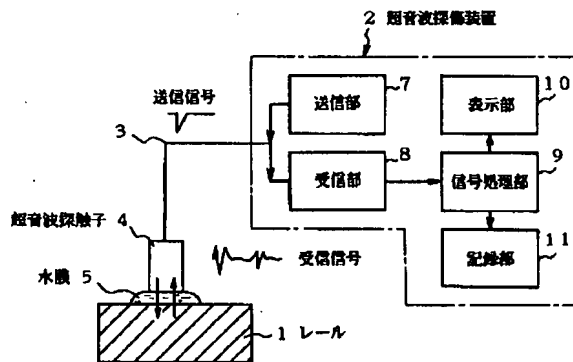 2 超音波探傷装置
送信信号
3
送信部
7
表示部
10
受信部
8
信号処理部
9
超音波探触子 4
水膜 5
受信信号
記録部
11
1 レール